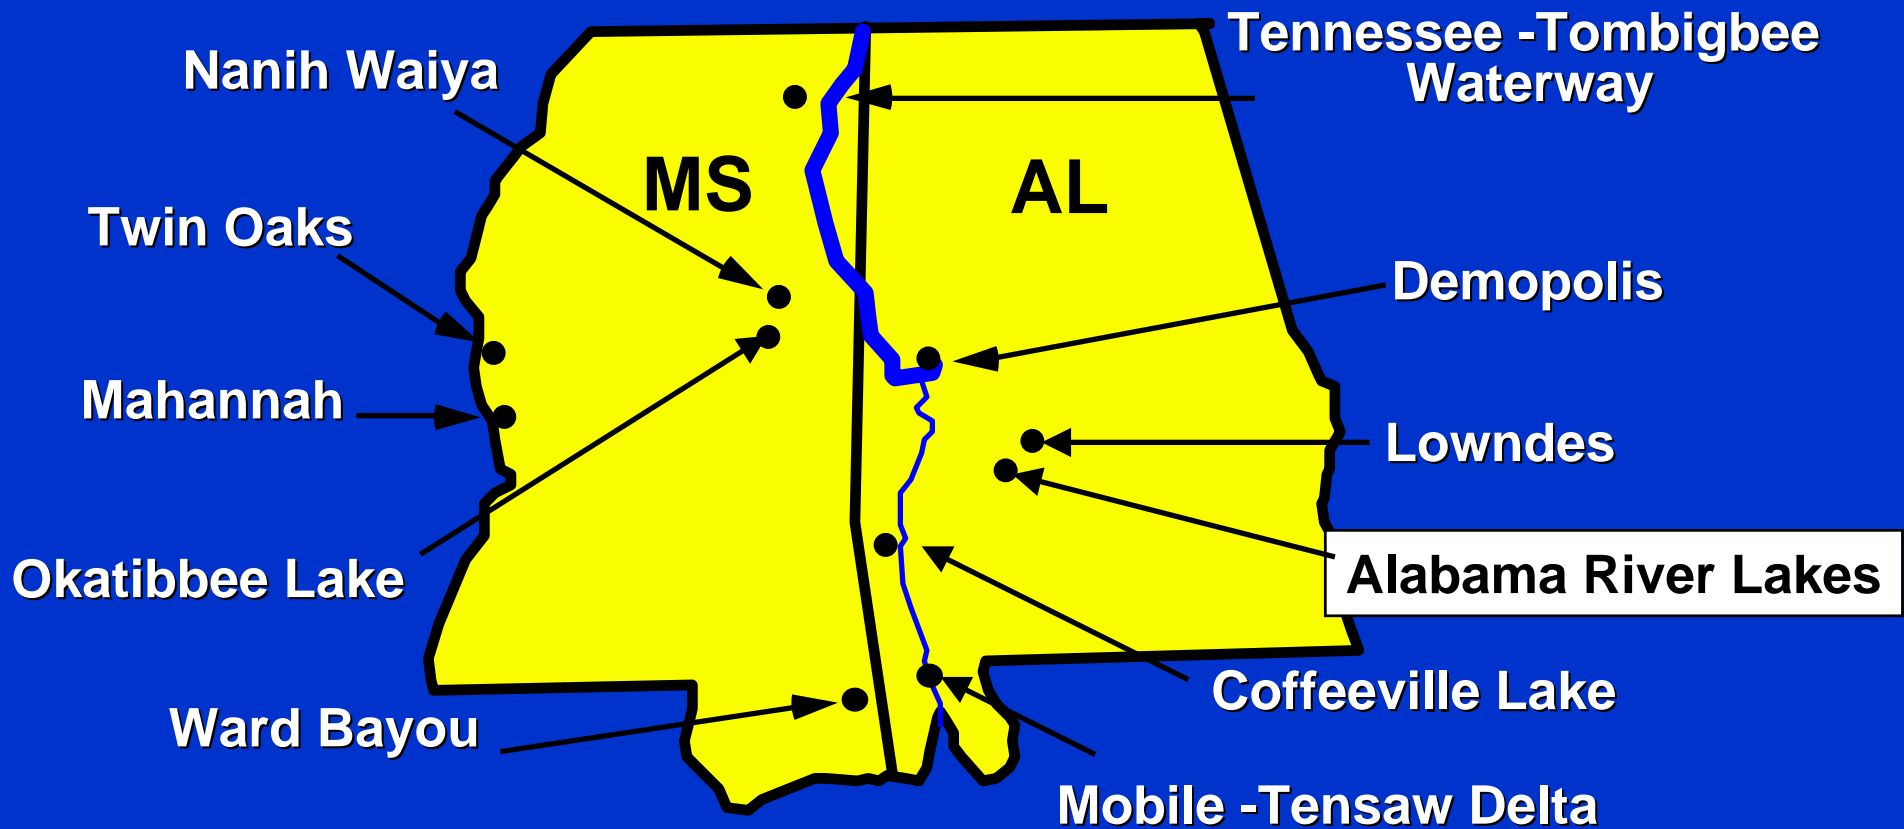 Tennessee -Tombigbee
Waterway
Nanih Waiya
MS
AL
Twin Oaks
Demopolis
Mahannah
Lowndes
Okatibbee Lake
Alabama River Lakes
Coffeeville Lake
Ward Bayou
Mobile -Tensaw Delta